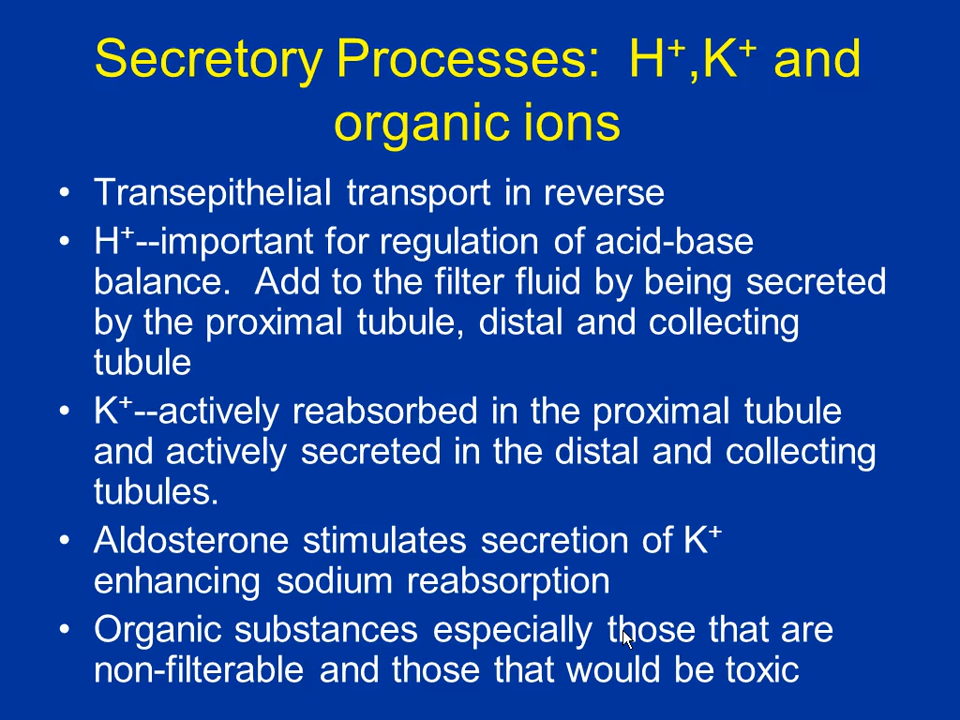 Secretory Processes:  H⁺,K⁺ and
organic ions
• Transepithelial transport in reverse
• H⁺--important for regulation of acid-base
balance.  Add to the filter fluid by being secreted
by the proximal tubule, distal and collecting
tubule
• K⁺--actively reabsorbed in the proximal tubule
and actively secreted in the distal and collecting
tubules.
• Aldosterone stimulates secretion of K⁺
enhancing sodium reabsorption
• Organic substances especially those that are
non-filterable and those that would be toxic